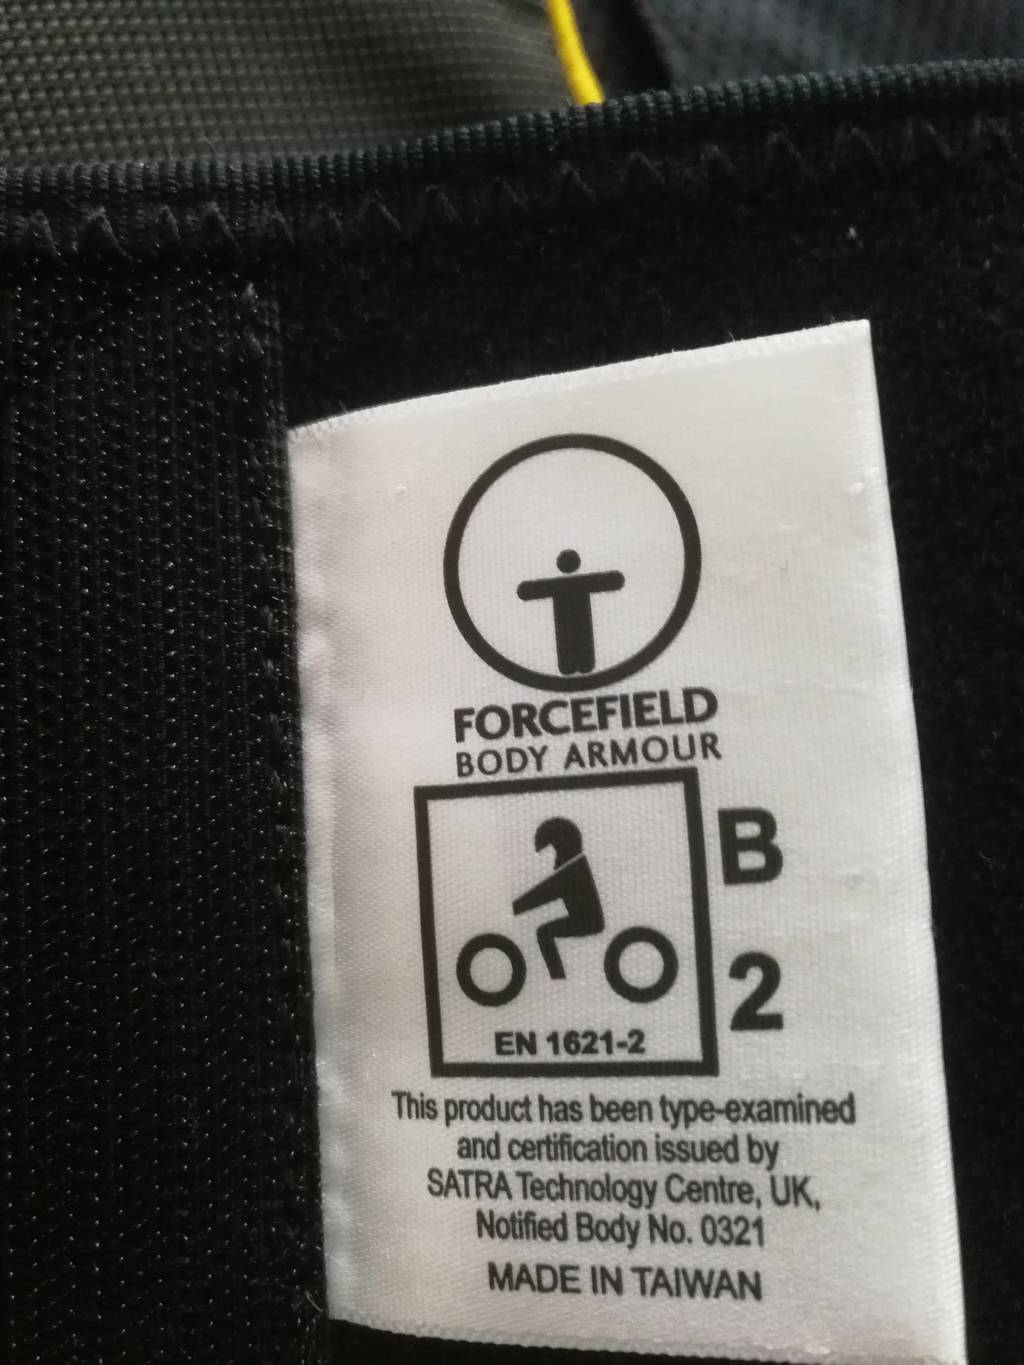 FORCEFIELD
BODY ARMOUR
B
2
EN 1621-2
This product has been type-examined
and certification issued by
SATRA Technology Centre, UK,
Notified Body No. 0321
MADE IN TAIWAN